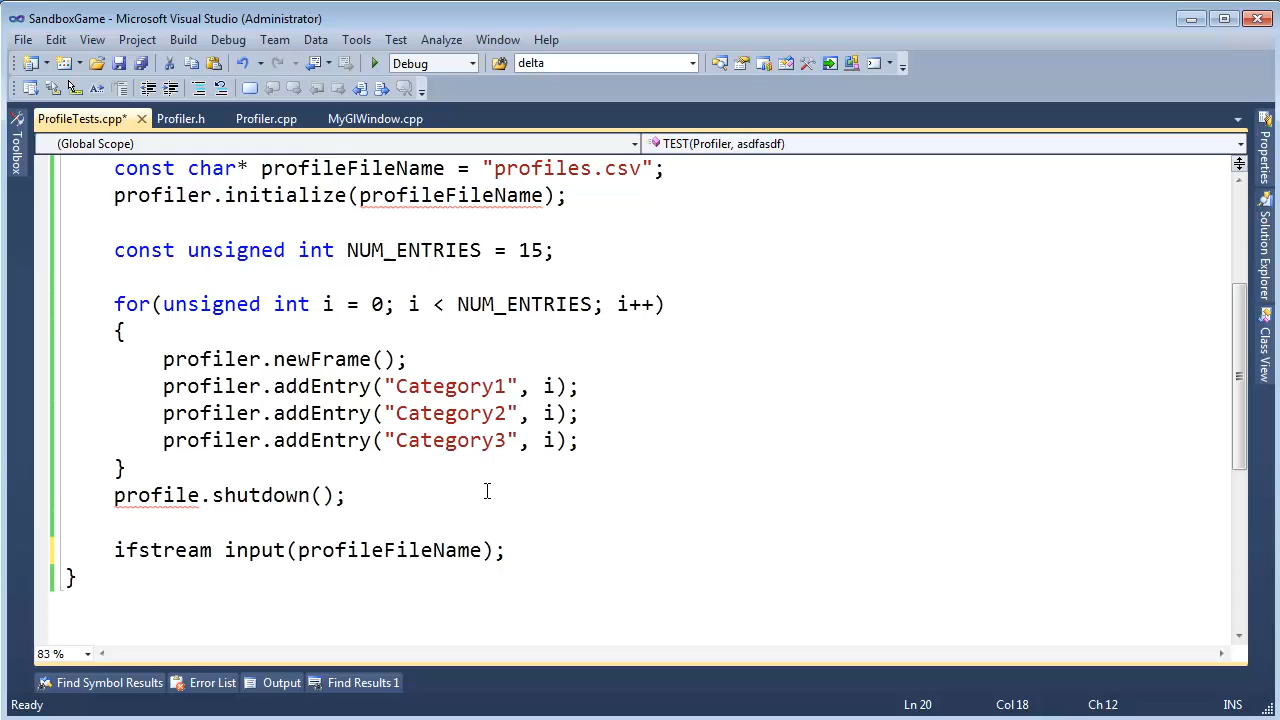 SandboxGame - Microsoft Visual Studio (Administrator)
File Edit View Project Build Debug Team Data Tools Test Analyze Window Help
Debug delta
ProfileTests.cpp* Profiler.h Profiler.cpp MyGlWindow.cpp
(Global Scope) TEST(Profiler, asdfasdf)
const char* profileFileName = "profiles.csv";
profiler.initialize(profileFileName);
const unsigned int NUM_ENTRIES = 15;
for(unsigned int i = 0; i < NUM_ENTRIES; i++)
{
profiler.newFrame();
profiler.addEntry("Category1", i);
profiler.addEntry("Category2", i);
profiler.addEntry("Category3", i);
}
profile.shutdown();
ifstream input(profileFileName);
}
83 %
Toolbox
Properties
Solution Explorer
Class View
Find Symbol Results Error List Output Find Results 1
Ready Ln 20 Col 18 Ch 12 INS